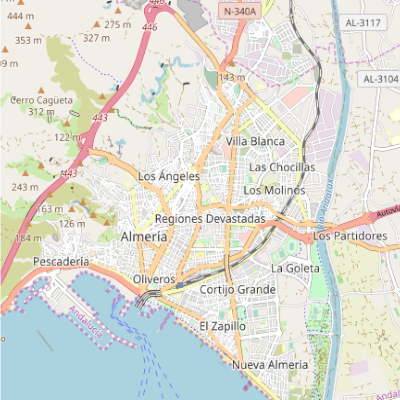 444 m
275 m
446
446
N-340A
AL-3117
353 m
327 m
143 m
AL-3104
Cerro Cagueta
312 m
443
122 m
Villa Blanca
443
Los Ángeles
Las Chocillas
243 m
Los Molinos
163 m
126 m
Regiones Devastadas
Autovía
184 m
Almería
Los Partidores
Pescadería
La Goleta
Oliveros
Cortijo Grande
Andalucía
El Zapillo
Nueva Almería
Andaluc